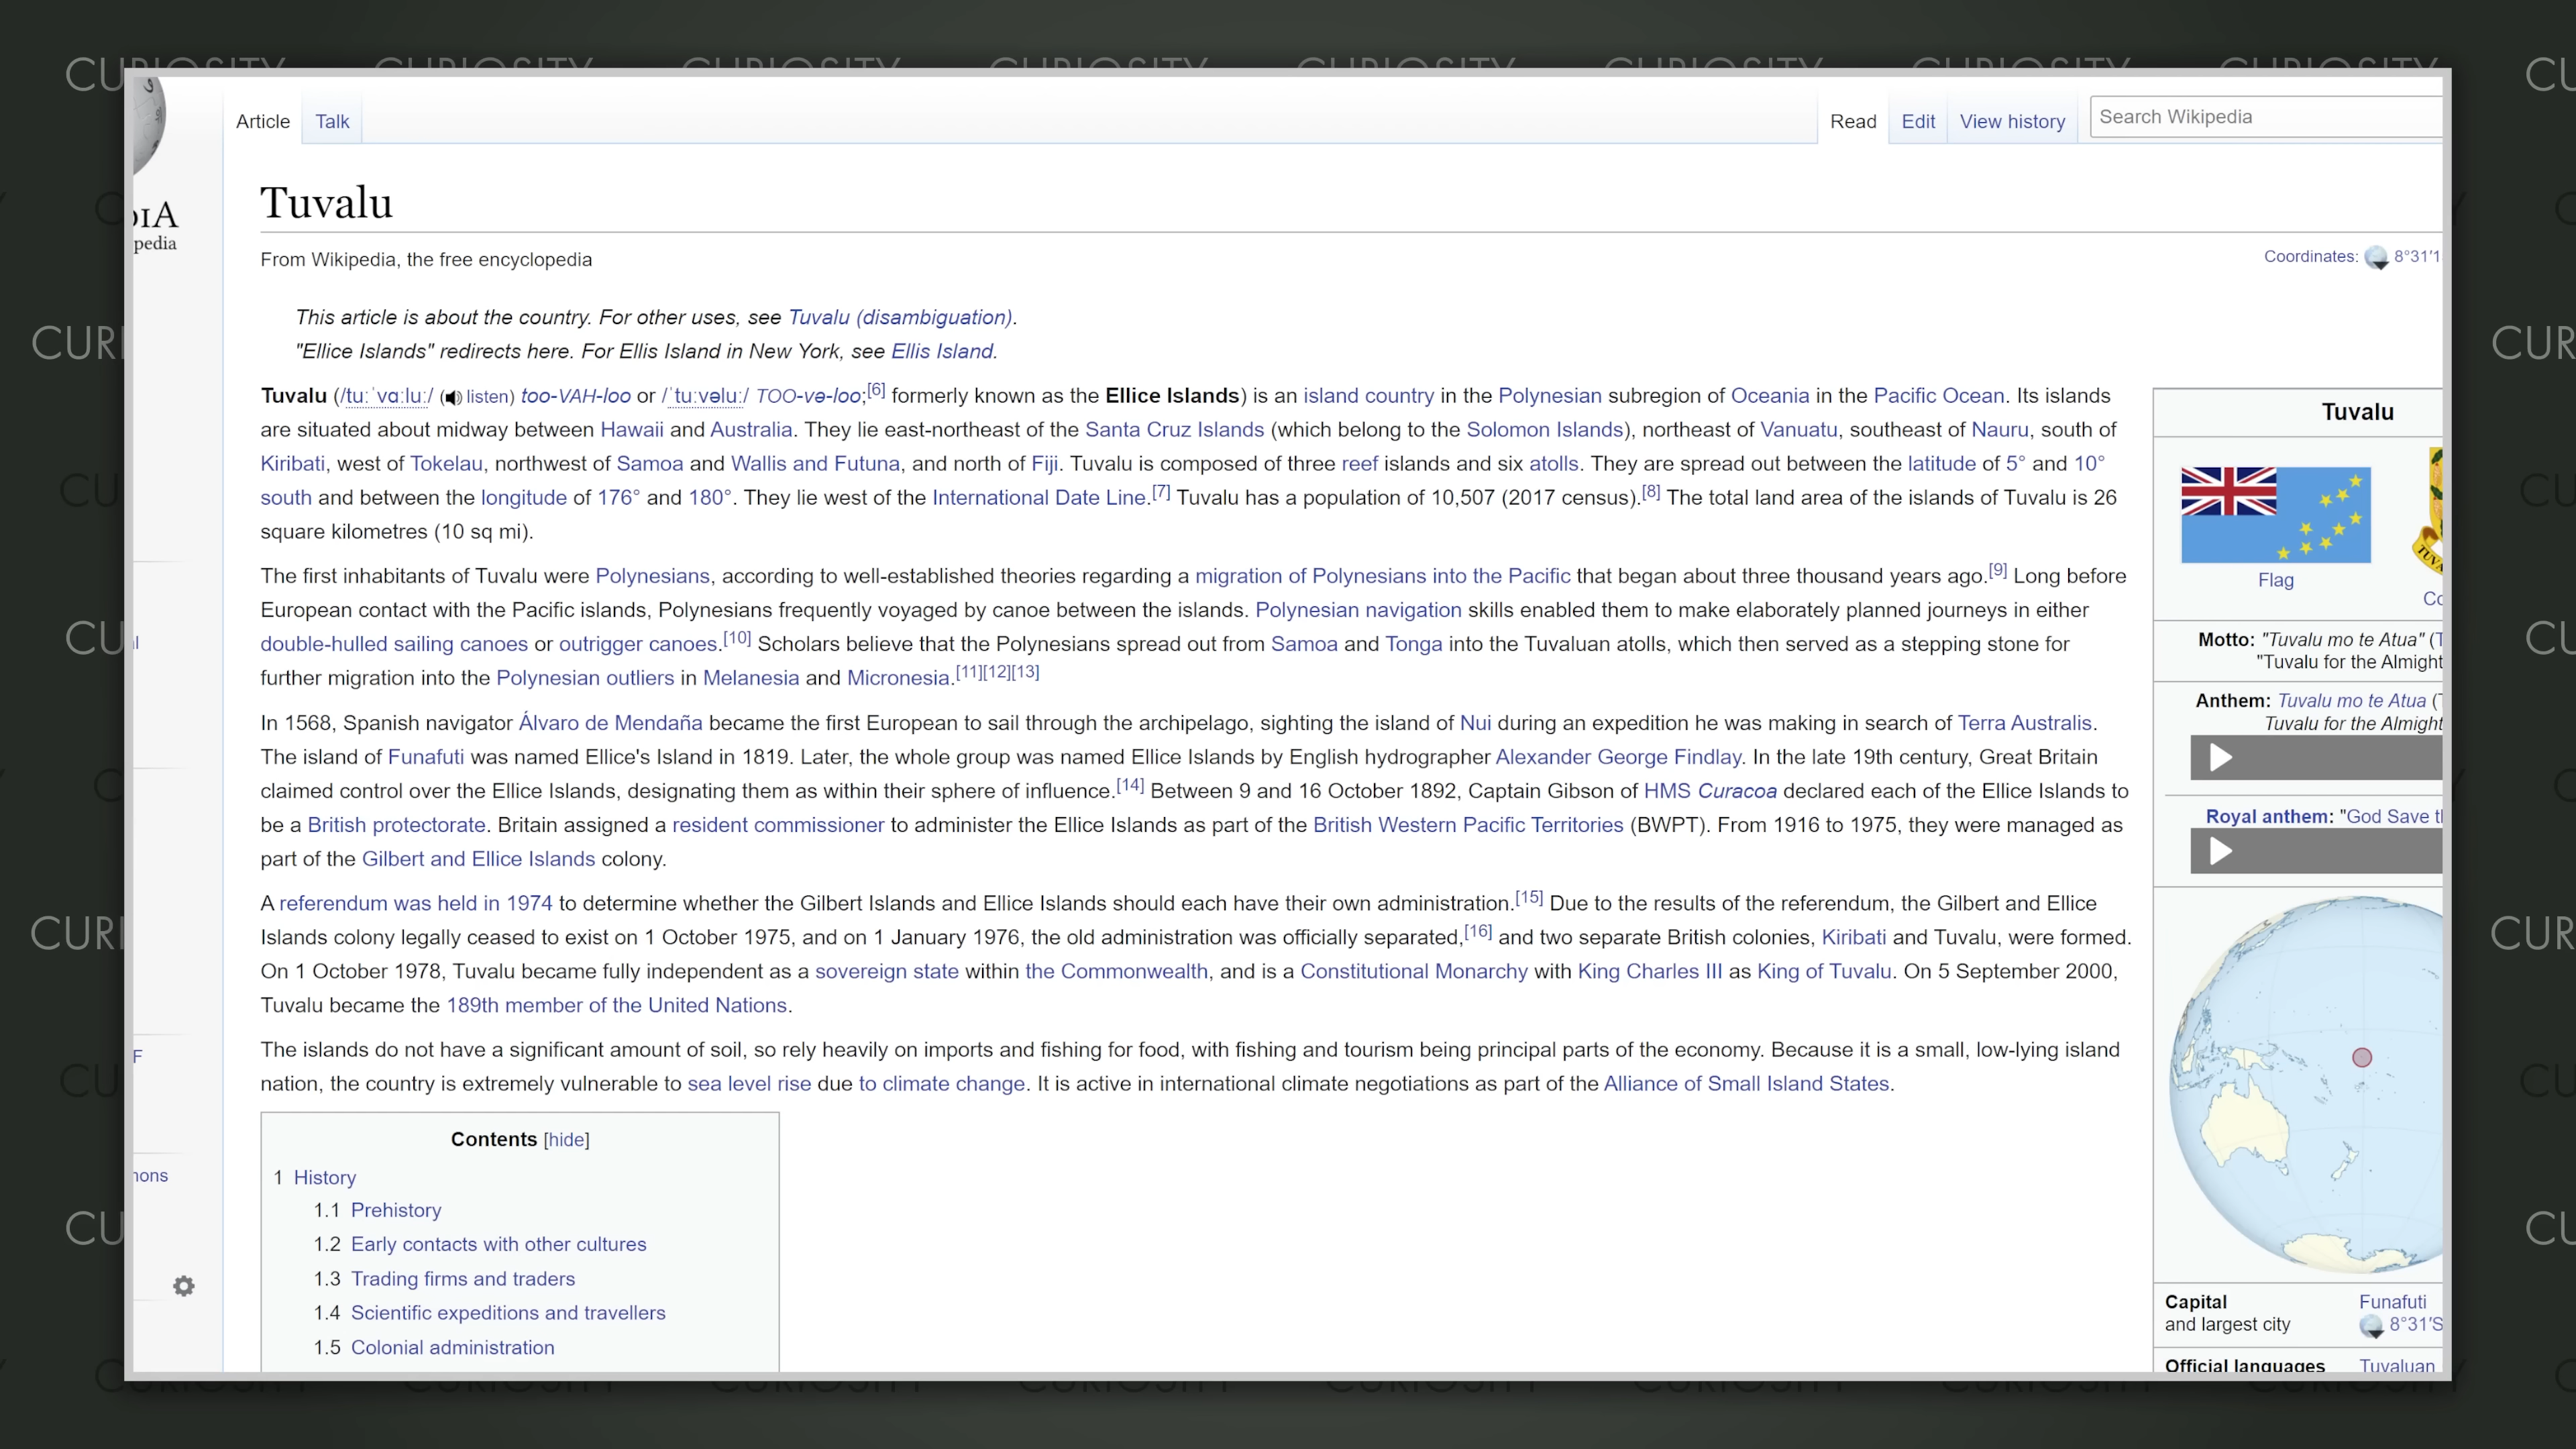 CURIOSITY CURIOSITY CURIOSITY CURIOSITY CURIOSITY CURIOSITY CURIOSITY CURIOSITY
Article Talk Read Edit View history Search Wikipedia
DIA
pedia
Tuvalu
From Wikipedia, the free encyclopedia
Coordinates: 8°31′1
This article is about the country. For other uses, see Tuvalu (disambiguation).
"Ellice Islands" redirects here. For Ellis Island in New York, see Ellis Island.
Tuvalu (/tuːˈvɑːluː/ (listen) too-VAH-loo or /ˈtuːvəluː/ TOO-və-loo;[6] formerly known as the Ellice Islands) is an island country in the Polynesian subregion of Oceania in the Pacific Ocean. Its islands
are situated about midway between Hawaii and Australia. They lie east-northeast of the Santa Cruz Islands (which belong to the Solomon Islands), northeast of Vanuatu, southeast of Nauru, south of
Kiribati, west of Tokelau, northwest of Samoa and Wallis and Futuna, and north of Fiji. Tuvalu is composed of three reef islands and six atolls. They are spread out between the latitude of 5° and 10°
south and between the longitude of 176° and 180°. They lie west of the International Date Line.[7] Tuvalu has a population of 10,507 (2017 census).[8] The total land area of the islands of Tuvalu is 26
square kilometres (10 sq mi).
The first inhabitants of Tuvalu were Polynesians, according to well-established theories regarding a migration of Polynesians into the Pacific that began about three thousand years ago.[9] Long before
European contact with the Pacific islands, Polynesians frequently voyaged by canoe between the islands. Polynesian navigation skills enabled them to make elaborately planned journeys in either
double-hulled sailing canoes or outrigger canoes.[10] Scholars believe that the Polynesians spread out from Samoa and Tonga into the Tuvaluan atolls, which then served as a stepping stone for
further migration into the Polynesian outliers in Melanesia and Micronesia.[11][12][13]
In 1568, Spanish navigator Álvaro de Mendaña became the first European to sail through the archipelago, sighting the island of Nui during an expedition he was making in search of Terra Australis.
The island of Funafuti was named Ellice's Island in 1819. Later, the whole group was named Ellice Islands by English hydrographer Alexander George Findlay. In the late 19th century, Great Britain
claimed control over the Ellice Islands, designating them as within their sphere of influence.[14] Between 9 and 16 October 1892, Captain Gibson of HMS Curacoa declared each of the Ellice Islands to
be a British protectorate. Britain assigned a resident commissioner to administer the Ellice Islands as part of the British Western Pacific Territories (BWPT). From 1916 to 1975, they were managed as
part of the Gilbert and Ellice Islands colony.
A referendum was held in 1974 to determine whether the Gilbert Islands and Ellice Islands should each have their own administration.[15] Due to the results of the referendum, the Gilbert and Ellice
Islands colony legally ceased to exist on 1 October 1975, and on 1 January 1976, the old administration was officially separated,[16] and two separate British colonies, Kiribati and Tuvalu, were formed.
On 1 October 1978, Tuvalu became fully independent as a sovereign state within the Commonwealth, and is a Constitutional Monarchy with King Charles III as King of Tuvalu. On 5 September 2000,
Tuvalu became the 189th member of the United Nations.
The islands do not have a significant amount of soil, so rely heavily on imports and fishing for food, with fishing and tourism being principal parts of the economy. Because it is a small, low-lying island
nation, the country is extremely vulnerable to sea level rise due to climate change. It is active in international climate negotiations as part of the Alliance of Small Island States.
Contents [hide]
1 History
1.1 Prehistory
1.2 Early contacts with other cultures
1.3 Trading firms and traders
1.4 Scientific expeditions and travellers
1.5 Colonial administration
Tuvalu
Flag
Motto: "Tuvalu mo te Atua" (T
"Tuvalu for the Almight
Anthem: Tuvalu mo te Atua (T
Tuvalu for the Almight
Royal anthem: "God Save t
Capital Funafuti
and largest city 8°31′S
Official languages Tuvaluan